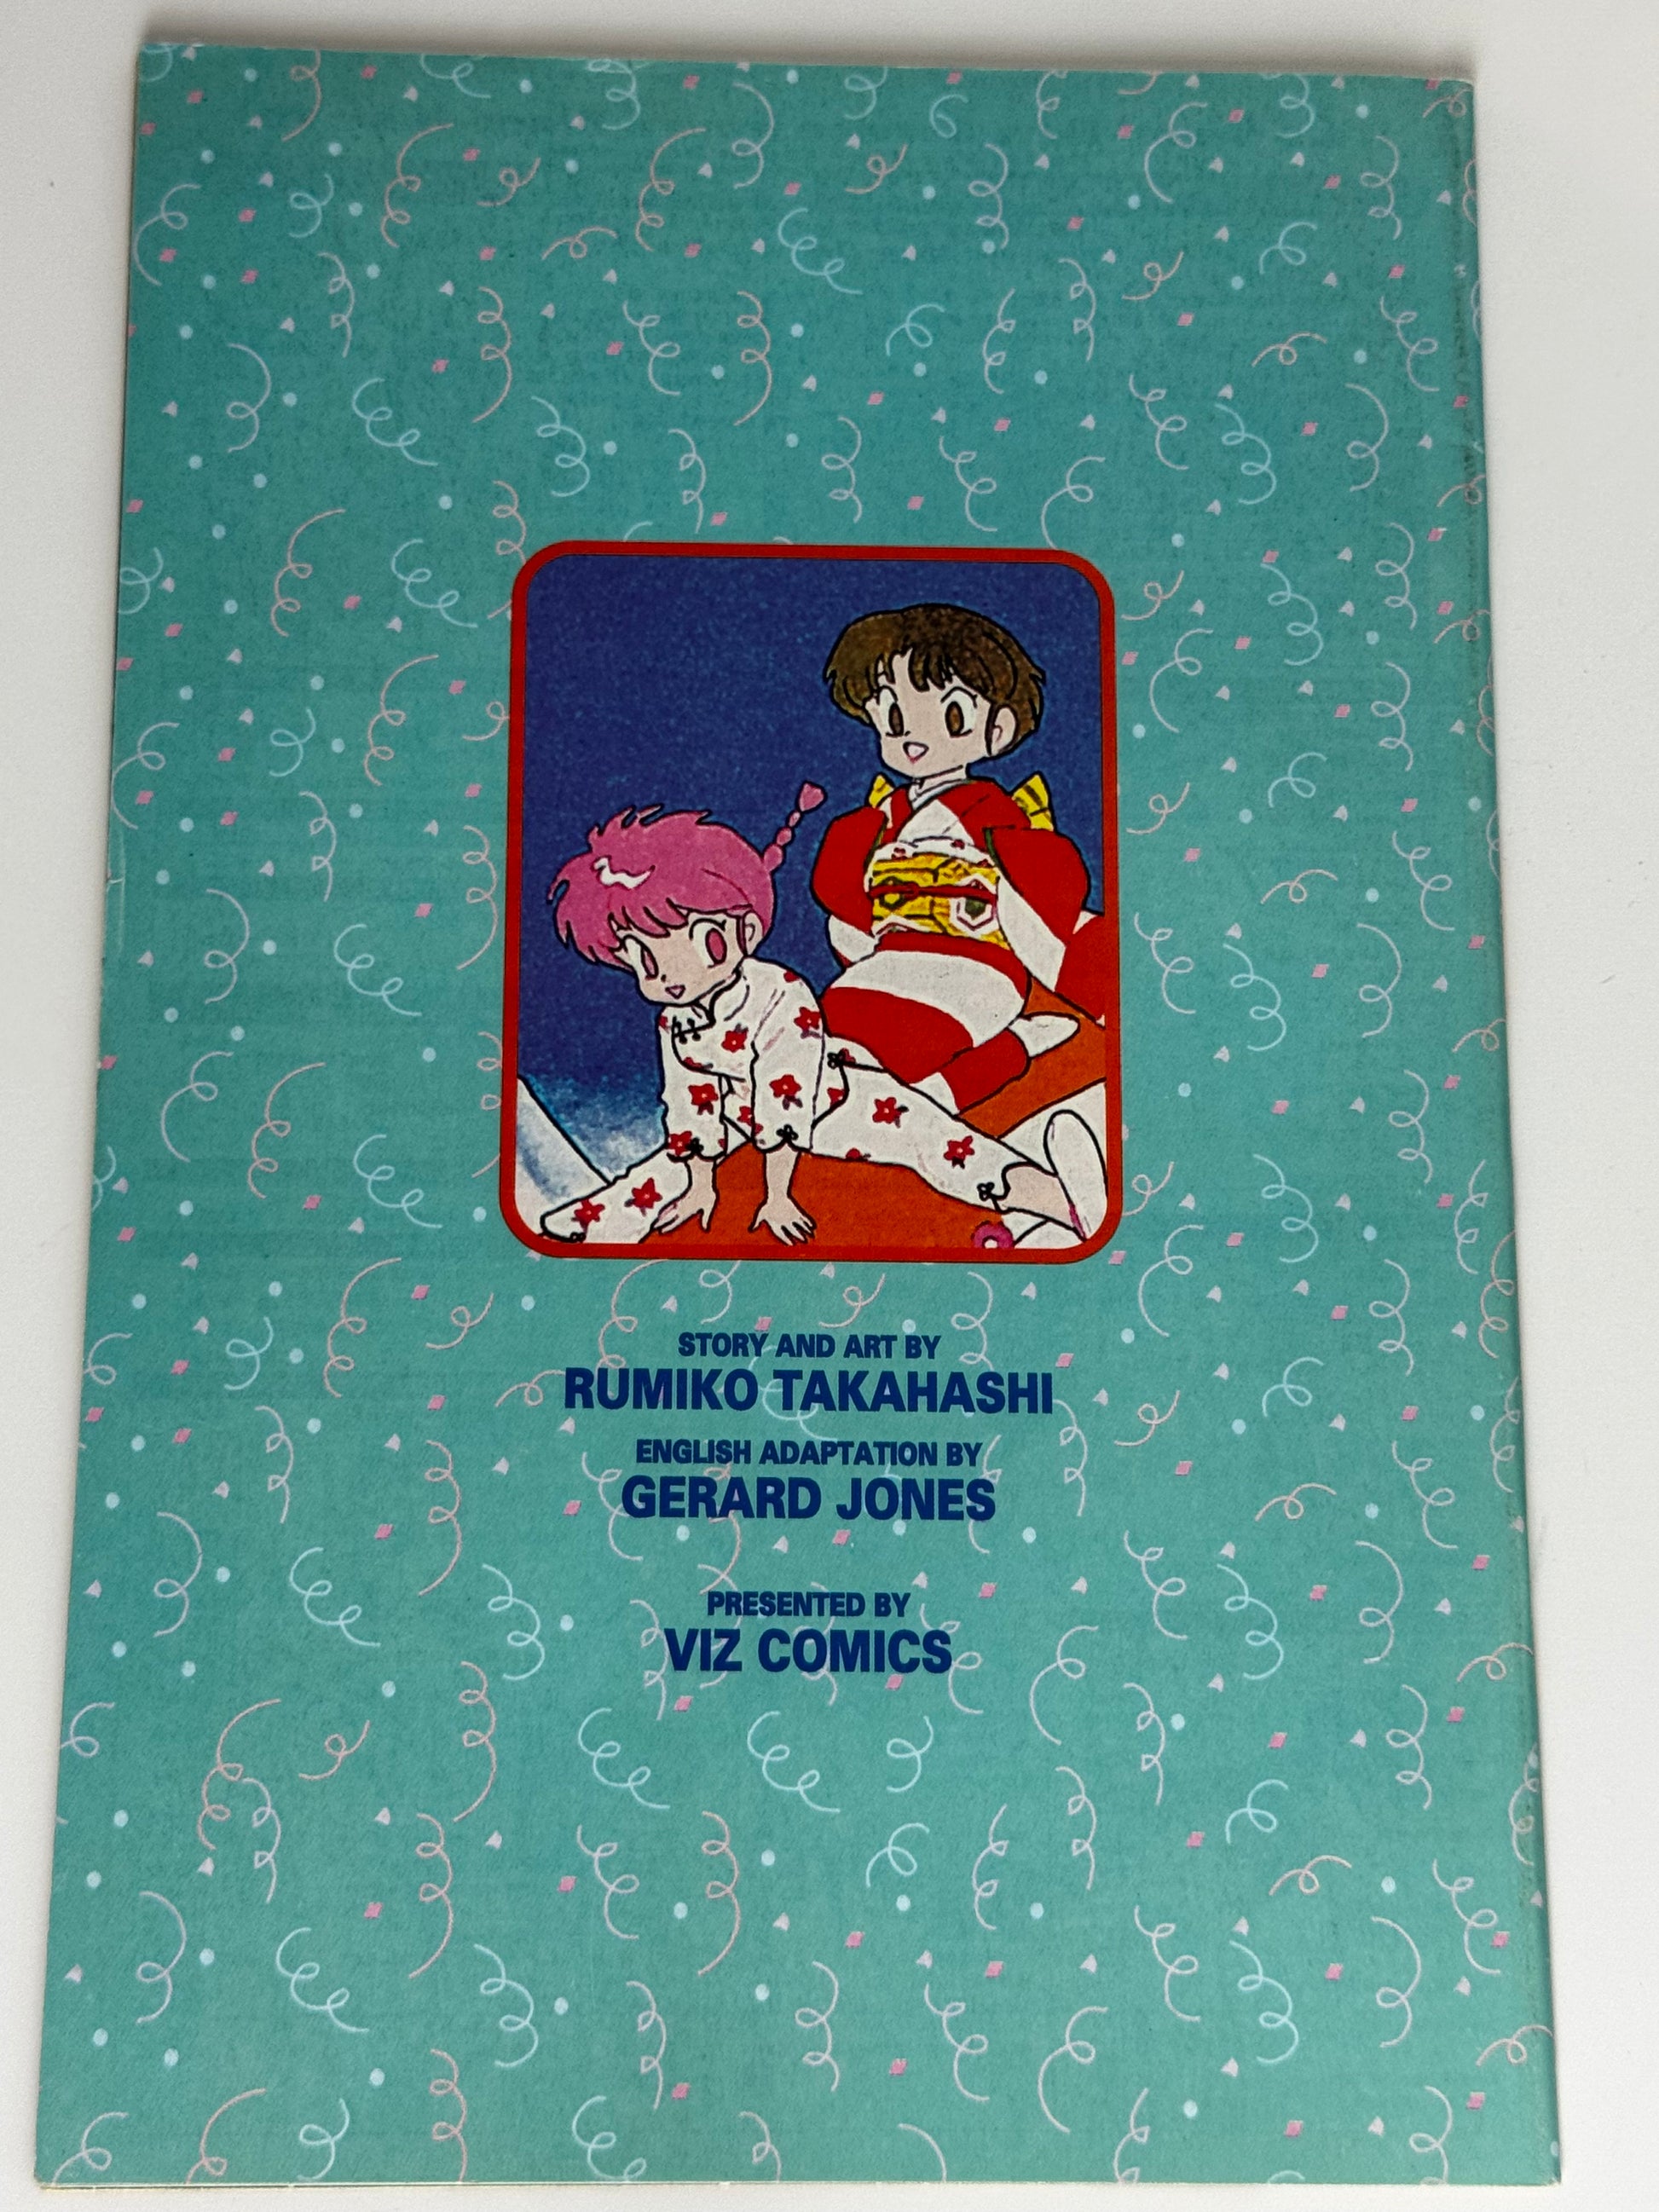 STORY AND ART BY
RUMIKO TAKAHASHI
ENGLISH ADAPTATION BY
GERARD JONES
PRESENTED BY
VIZ COMICS